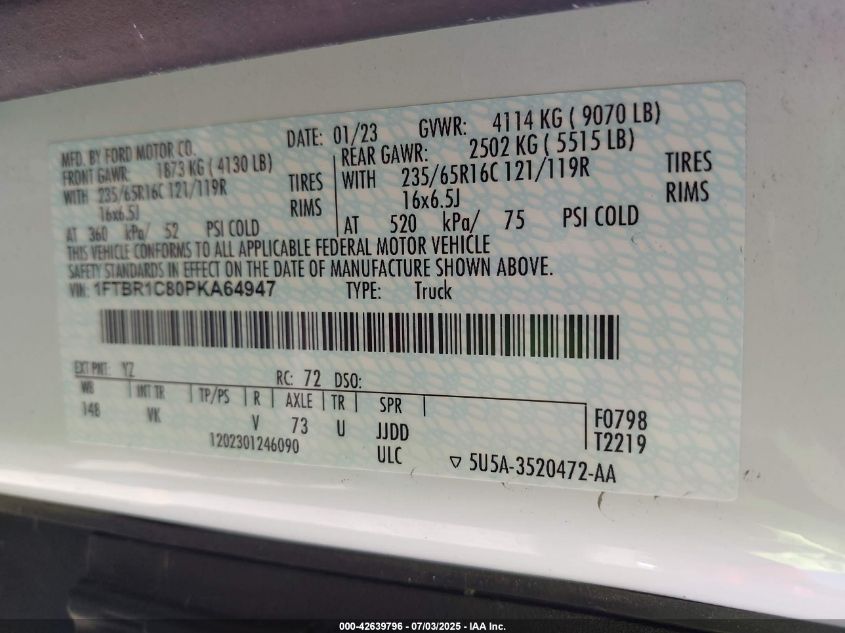 MFD. BY FORD MOTOR CO.
DATE: 01/23 GVWR: 4114 KG ( 9070 LB)
FRONT GAWR: 1873 KG ( 4130 LB)
WITH 235/65R16C 121/119R TIRES
16x6.5J RIMS
AT 360 kPa/ 52 PSI COLD
REAR GAWR: 2502 KG ( 5515 LB)
WITH 235/65R16C 121/119R TIRES
16x6.5J RIMS
AT 520 kPa/ 75 PSI COLD
THIS VEHICLE CONFORMS TO ALL APPLICABLE FEDERAL MOTOR VEHICLE
SAFETY STANDARDS IN EFFECT ON THE DATE OF MANUFACTURE SHOWN ABOVE.
VIN: 1FTBR1C80PKA64947 TYPE: Truck
EXT PNT: YZ RC: 72 DSO:
WB INT TR TP/PS R AXLE TR SPR
148 VK V 73 U JJDD
F0798
T2219
1202301246090 ULC
▽ 5U5A-3520472-AA
000-42639796 - 07/03/2025 - IAA Inc.